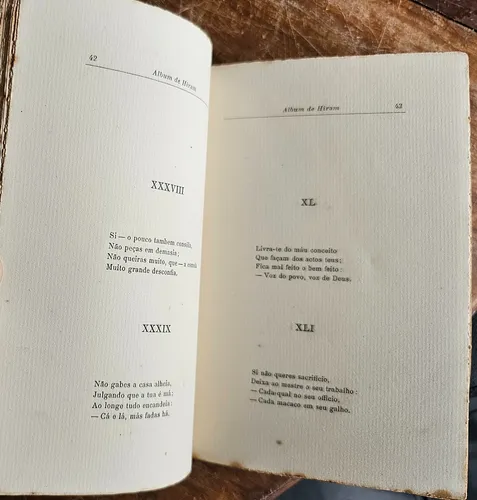 42
Album de Hiram
XXXVIII
Si — o pouco tambem consola,
Não peças em demasia;
Não queiras muito, que — a esmola
Muito grande desconfia.
XXXIX
Não gabes a casa alheia,
Julgando que a tua é má;
Ao longe tudo encandeia:
— Cá e lá, más fadas há.
Album de Hiram
43
XL
Livra-te do máu conceito
Que façam dos actos teus;
Fica mal feito o bem feito:
— Voz do povo, voz de Deus.
XLI
Si não queres sacrificio,
Deixa ao mestre o seu trabalho:
— Cada qual no seu officio,
— Cada macaco em seu galho.